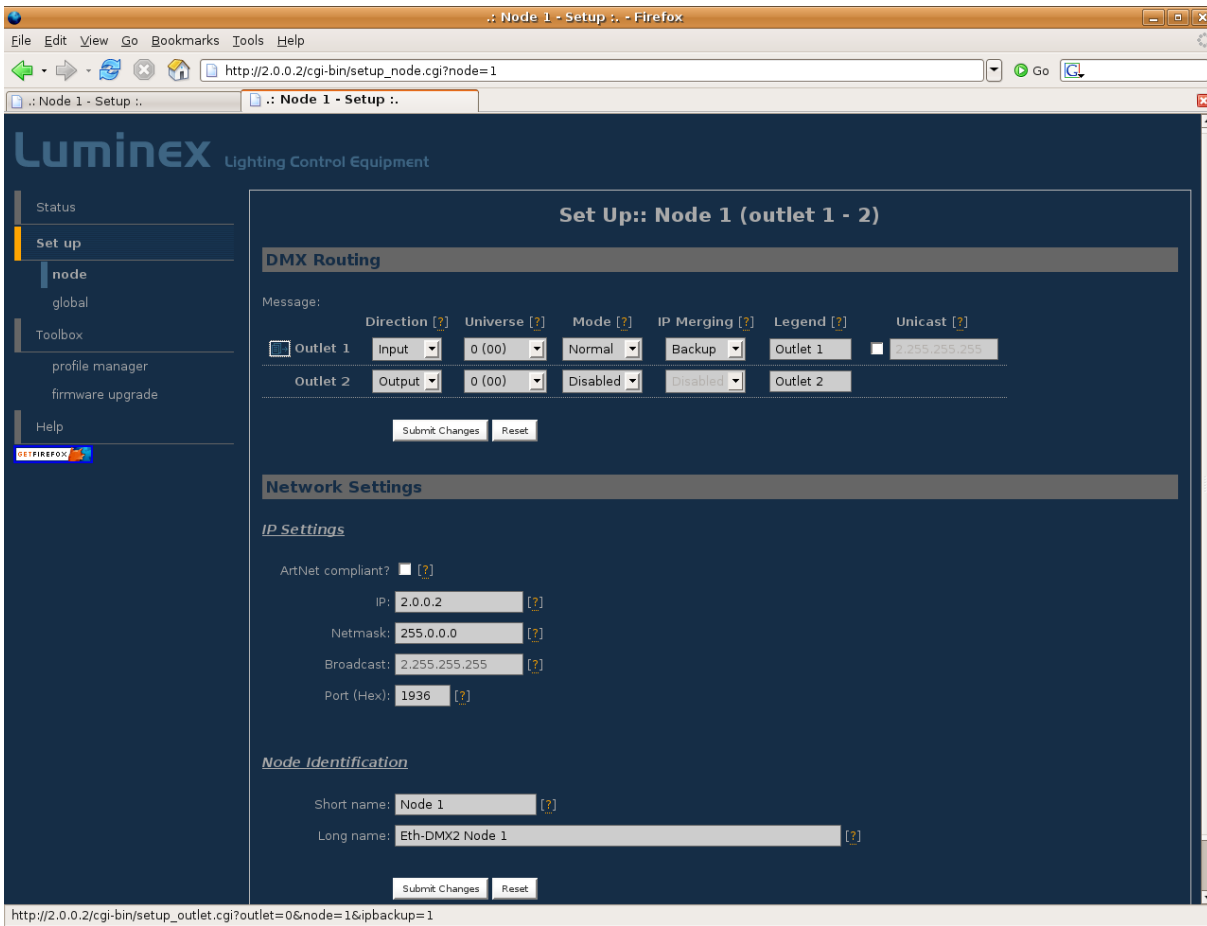 .: Node 1 - Setup :. - Firefox
File Edit View Go Bookmarks Tools Help
http://2.0.0.2/cgi-bin/setup_node.cgi?node=1 Go G
.: Node 1 - Setup :. .: Node 1 - Setup :.
Luminex Lighting Control Equipment
Status
Set up
node
global
Toolbox
profile manager
firmware upgrade
Help
GETFIREFOX
Set Up:: Node 1 (outlet 1 - 2)
DMX Routing
Message:
Direction [?] Universe [?] Mode [?] IP Merging [?] Legend [?] Unicast [?]
Outlet 1 Input 0 (00) Normal Backup Outlet 1 2.255.255.255
Outlet 2 Output 0 (00) Disabled Disabled Outlet 2
Submit Changes Reset
Network Settings
IP Settings
ArtNet compliant? [?]
IP: 2.0.0.2 [?]
Netmask: 255.0.0.0 [?]
Broadcast: 2.255.255.255 [?]
Port (Hex): 1936 [?]
Node Identification
Short name: Node 1 [?]
Long name: Eth-DMX2 Node 1 [?]
Submit Changes Reset
http://2.0.0.2/cgi-bin/setup_outlet.cgi?outlet=0&node=1&ipbackup=1